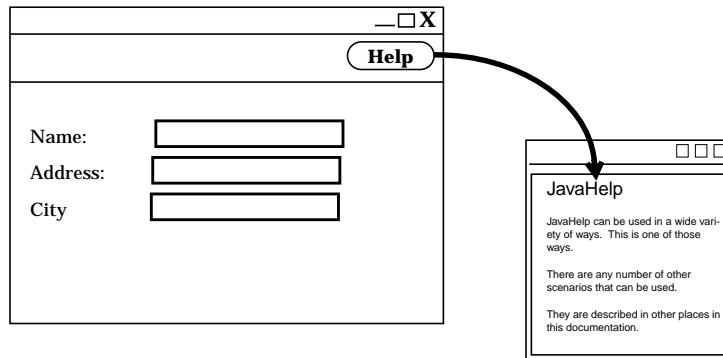 X
Help
Name:
Address:
City
JavaHelp
JavaHelp can be used in a wide vari-
ety of ways. This is one of those
ways.
There are any number of other
scenarios that can be used.
They are described in other places in
this documentation.